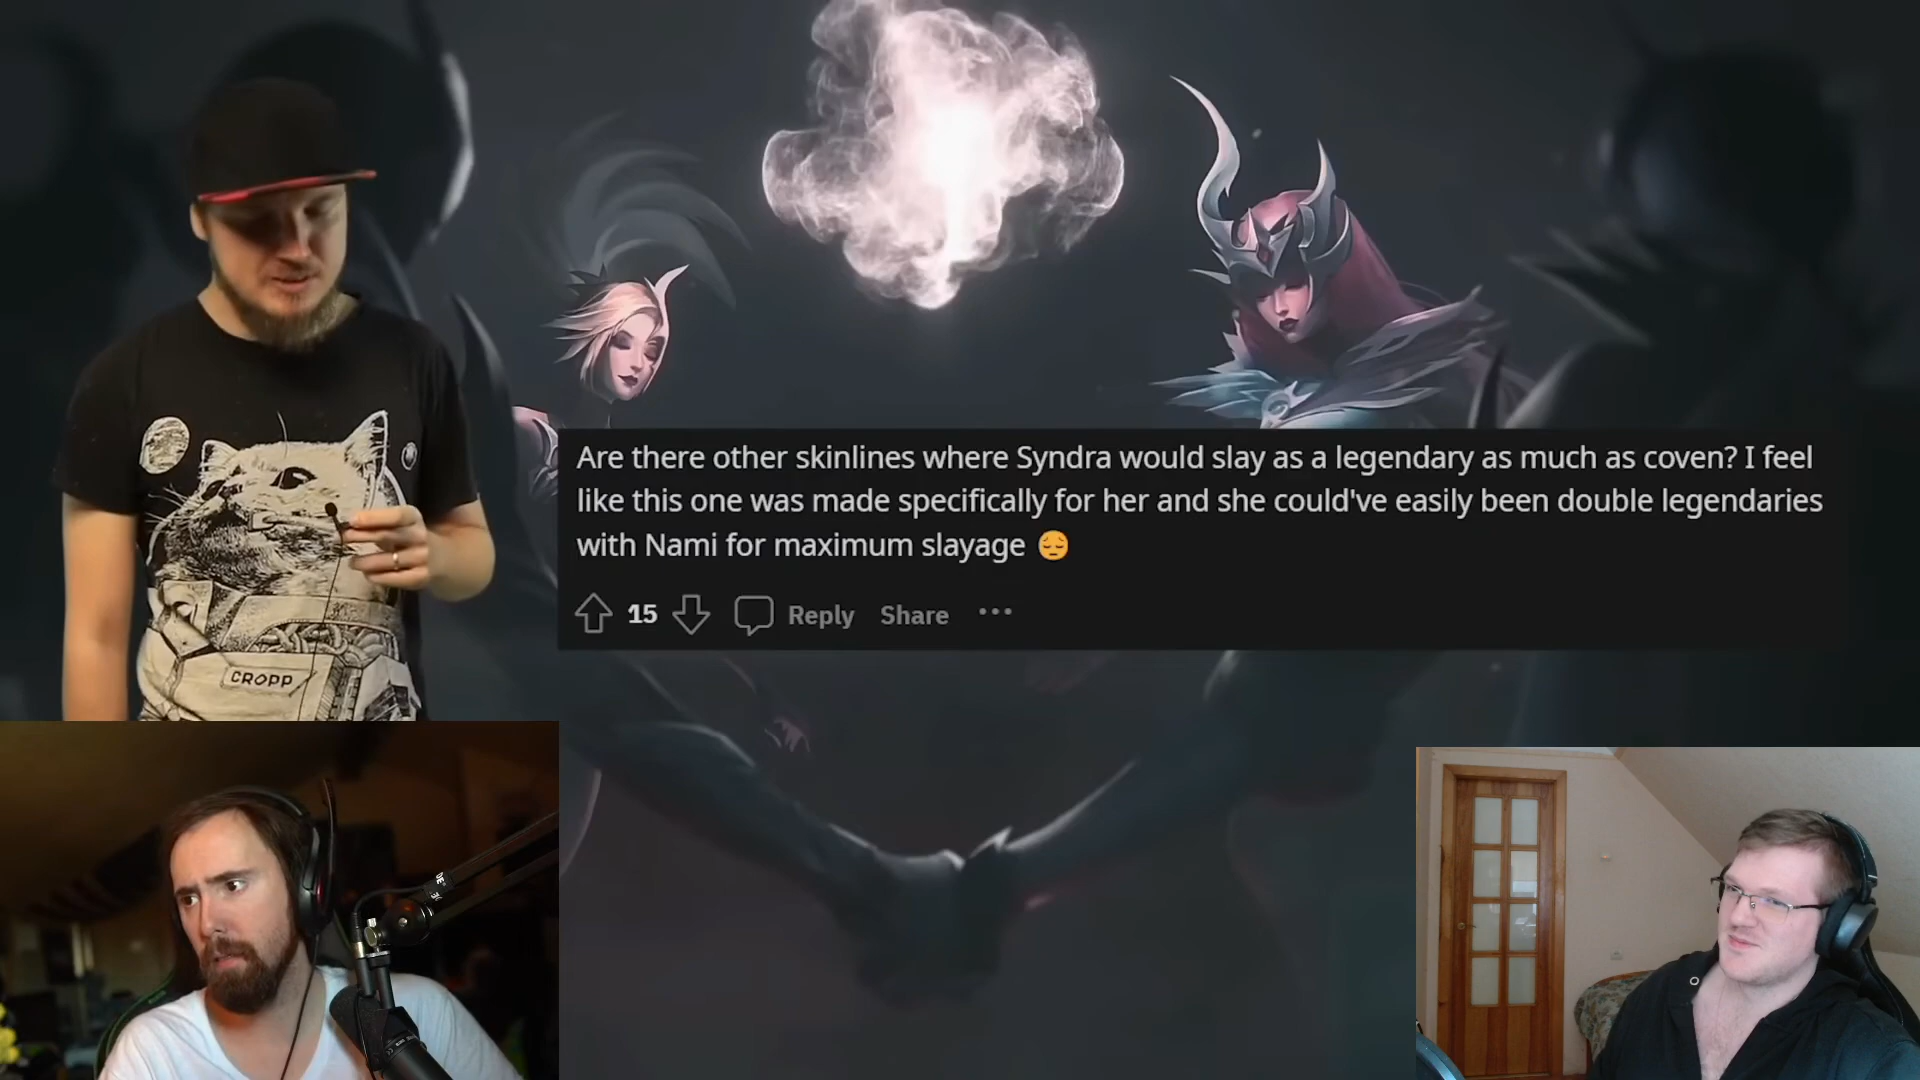 Are there other skinlines where Syndra would slay as a legendary as much as coven? I feel
like this one was made specifically for her and she could've easily been double legendaries
with Nami for maximum slayage 😔
15 Reply Share •••
CROPP